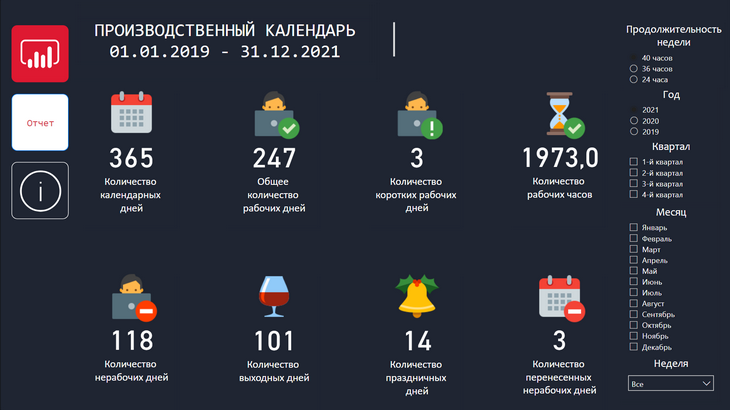 ПРОИЗВОДСТВЕННЫЙ КАЛЕНДАРЬ
01.01.2019 - 31.12.2021
Отчет
i
365
Количество
календарных
дней
247
Общее
количество
рабочих дней
3
Количество
коротких рабочих
дней
1973,0
Количество
рабочих часов
118
Количество
нерабочих дней
101
Количество
выходных дней
14
Количество
праздничных
дней
3
Количество
перенесенных
нерабочих дней
Продолжительность
недели
40 часов
36 часов
24 часа
Год
2021
2020
2019
Квартал
1-й квартал
2-й квартал
3-й квартал
4-й квартал
Месяц
Январь
Февраль
Март
Апрель
Май
Июнь
Июль
Август
Сентябрь
Октябрь
Ноябрь
Декабрь
Неделя
Все